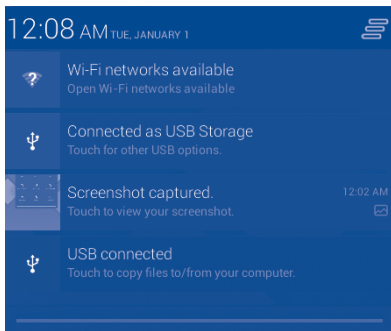 12:08 AM TUE, JANUARY 1
Wi-Fi networks available
Open Wi-Fi networks available
Connected as USB Storage
Touch for other USB options.
Screenshot captured. 12:02 AM
Touch to view your screenshot.
USB connected
Touch to copy files to/from your computer.